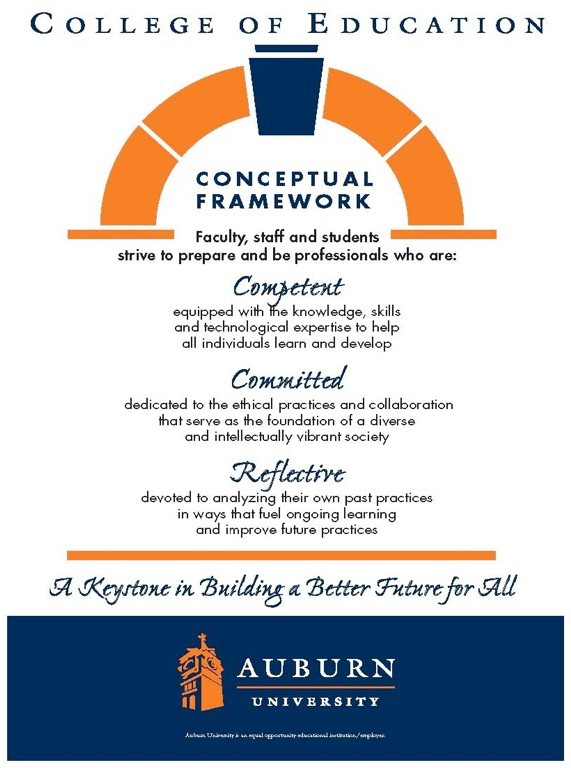 COLLEGE OF EDUCATION
CONCEPTUAL
FRAMEWORK
Faculty, staff and students
strive to prepare and be professionals who are:
Competent
equipped with the knowledge, skills
and technological expertise to help
all individuals learn and develop
Committed
dedicated to the ethical practices and collaboration
that serve as the foundation of a diverse
and intellectually vibrant society
Reflective
devoted to analyzing their own past practices
in ways that fuel ongoing learning
and improve future practices
A Keystone in Building a Better Future for All
AUBURN
UNIVERSITY
Auburn University is an equal opportunity educational institution/employer.